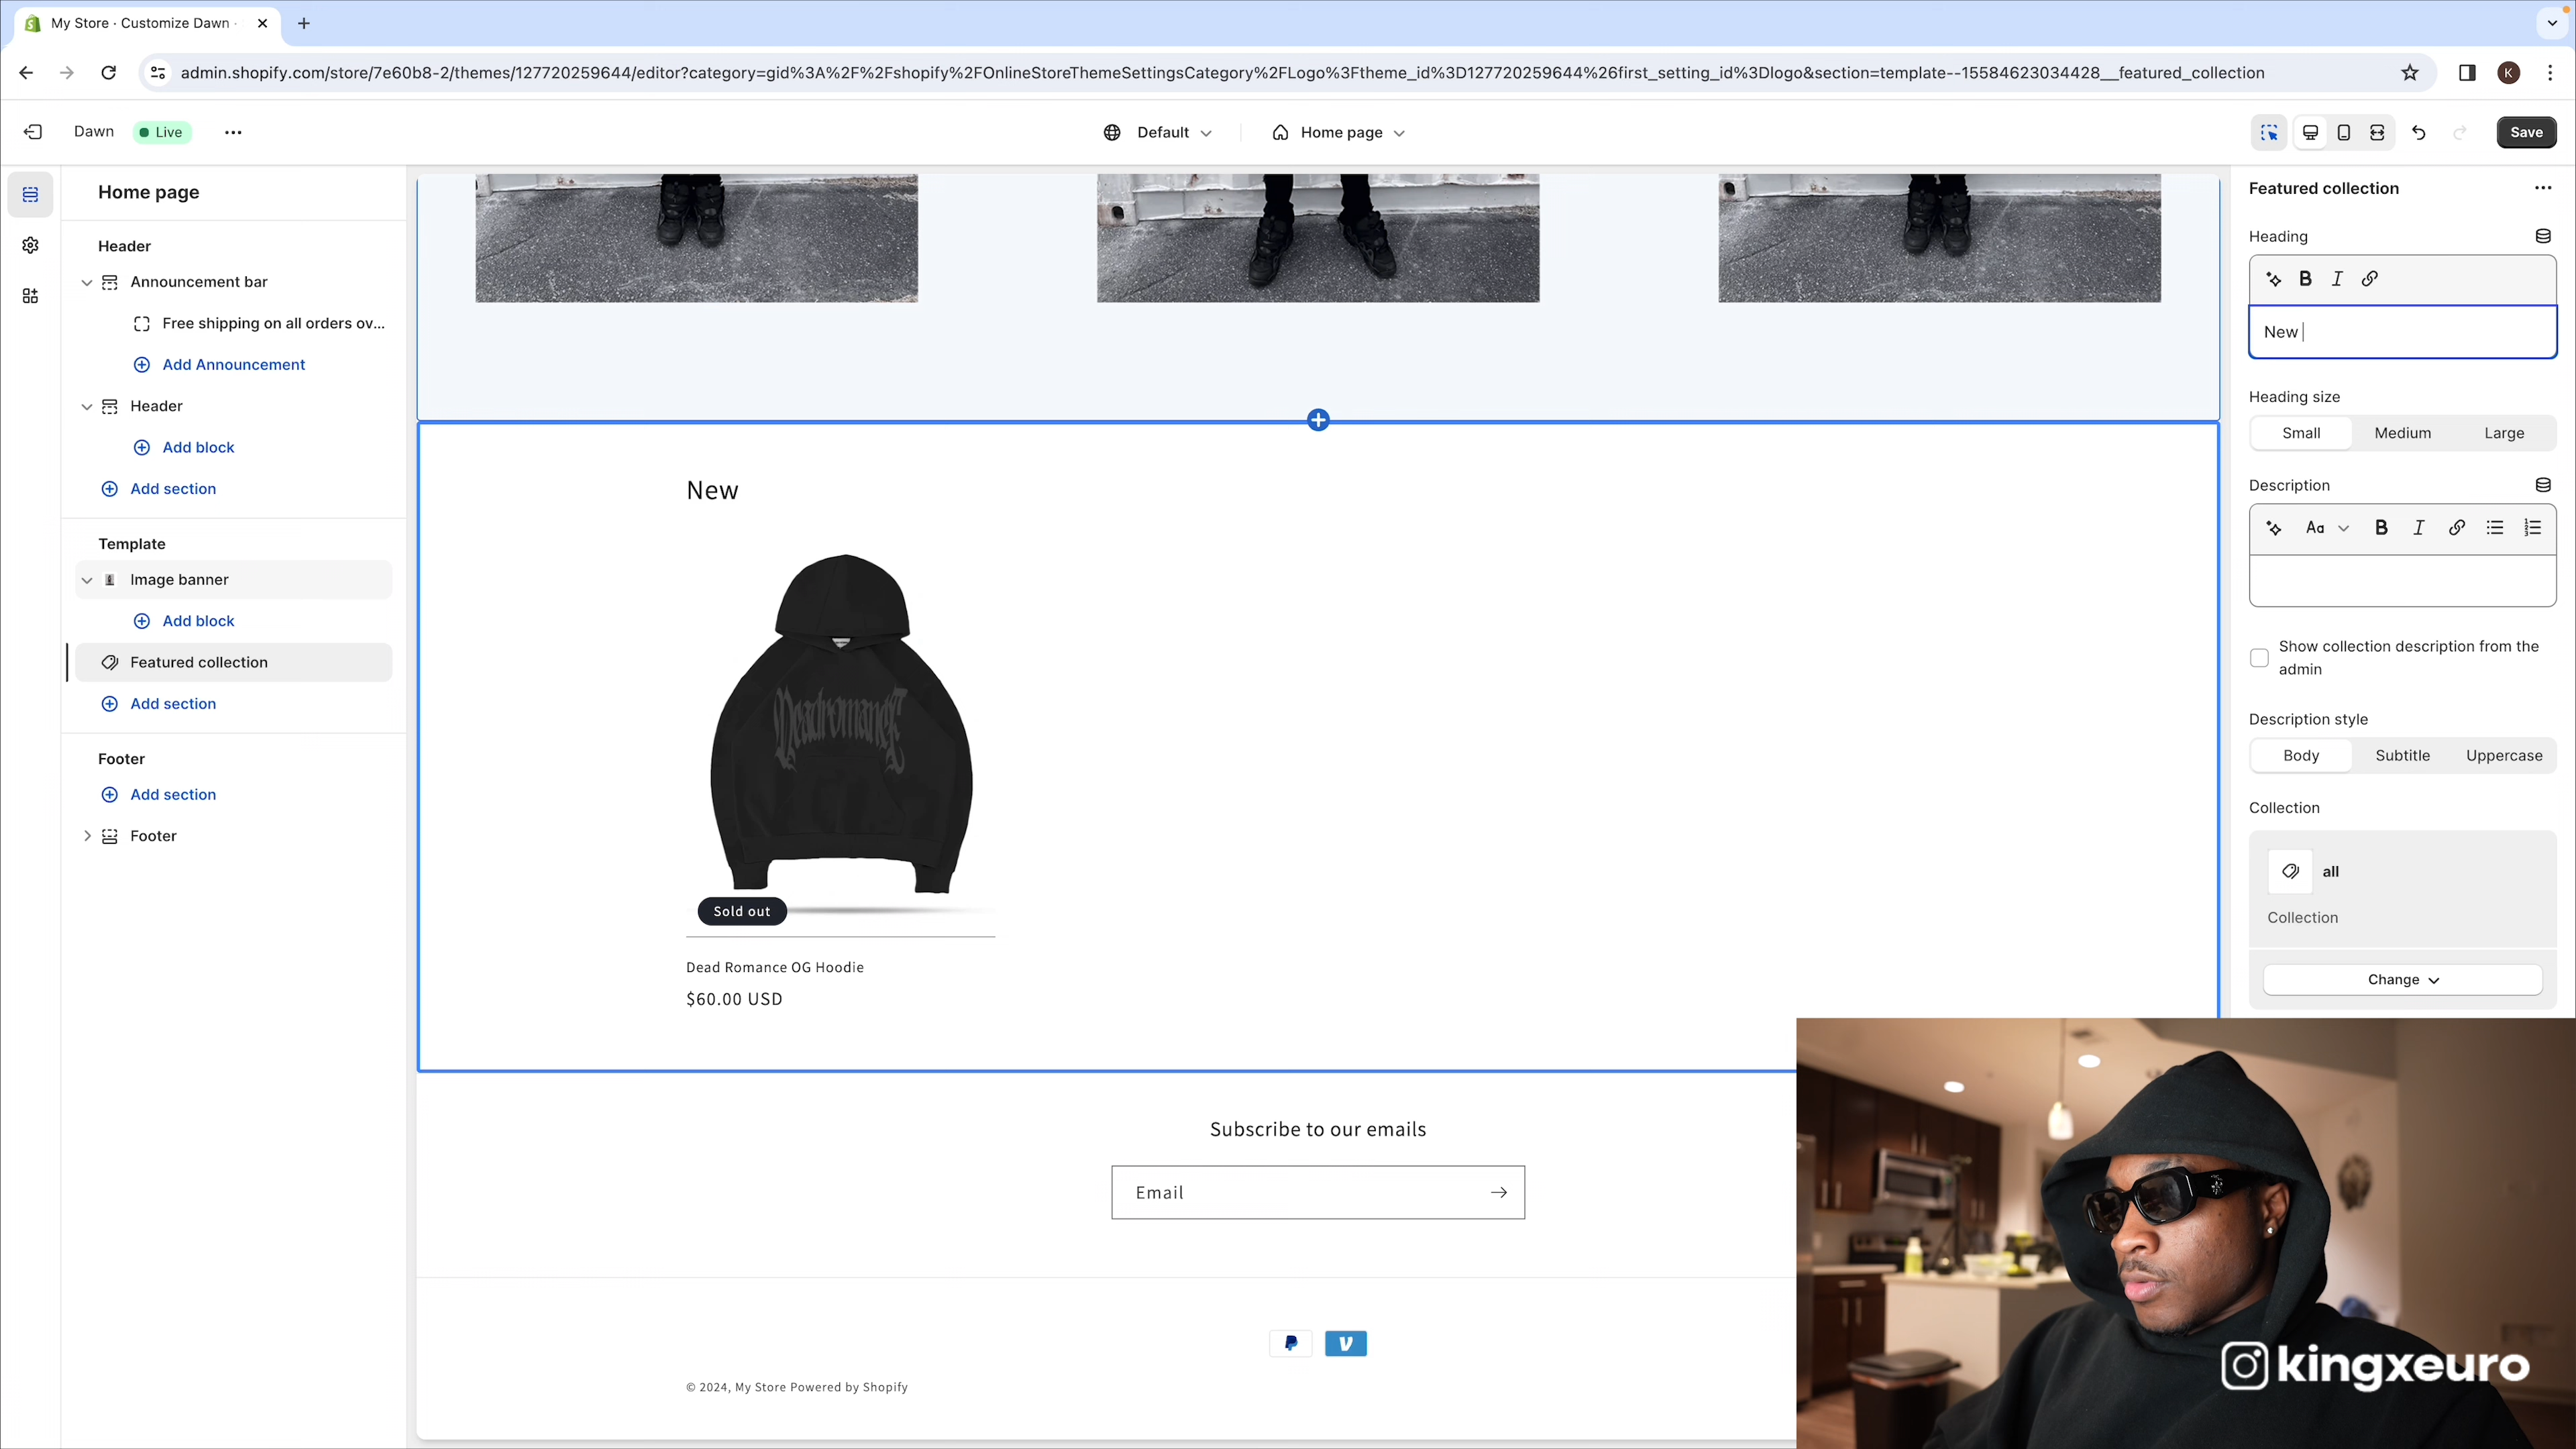 My Store · Customize Dawn ·
admin.shopify.com/store/7e60b8-2/themes/127720259644/editor?category=gid%3A%2F%2Fshopify%2FOnlineStoreThemeSettingsCategory%2FLogo%3Ftheme_id%3D127720259644%26first_setting_id%3Dlogo&section=template--15584623034428__featured_collection
K
Dawn
Live
Default
Home page
Save
Home page
Header
Announcement bar
Free shipping on all orders ov...
Add Announcement
Header
Add block
Add section
Template
Image banner
Add block
Featured collection
Add section
Footer
Add section
Footer
New
Deadromance
Sold out
Dead Romance OG Hoodie
$60.00 USD
Subscribe to our emails
Email
© 2024, My Store Powered by Shopify
Featured collection
Heading
B I
New
Heading size
Small Medium Large
Description
Aa B I
Show collection description from the
admin
Description style
Body Subtitle Uppercase
Collection
all
Collection
Change
kingxeuro